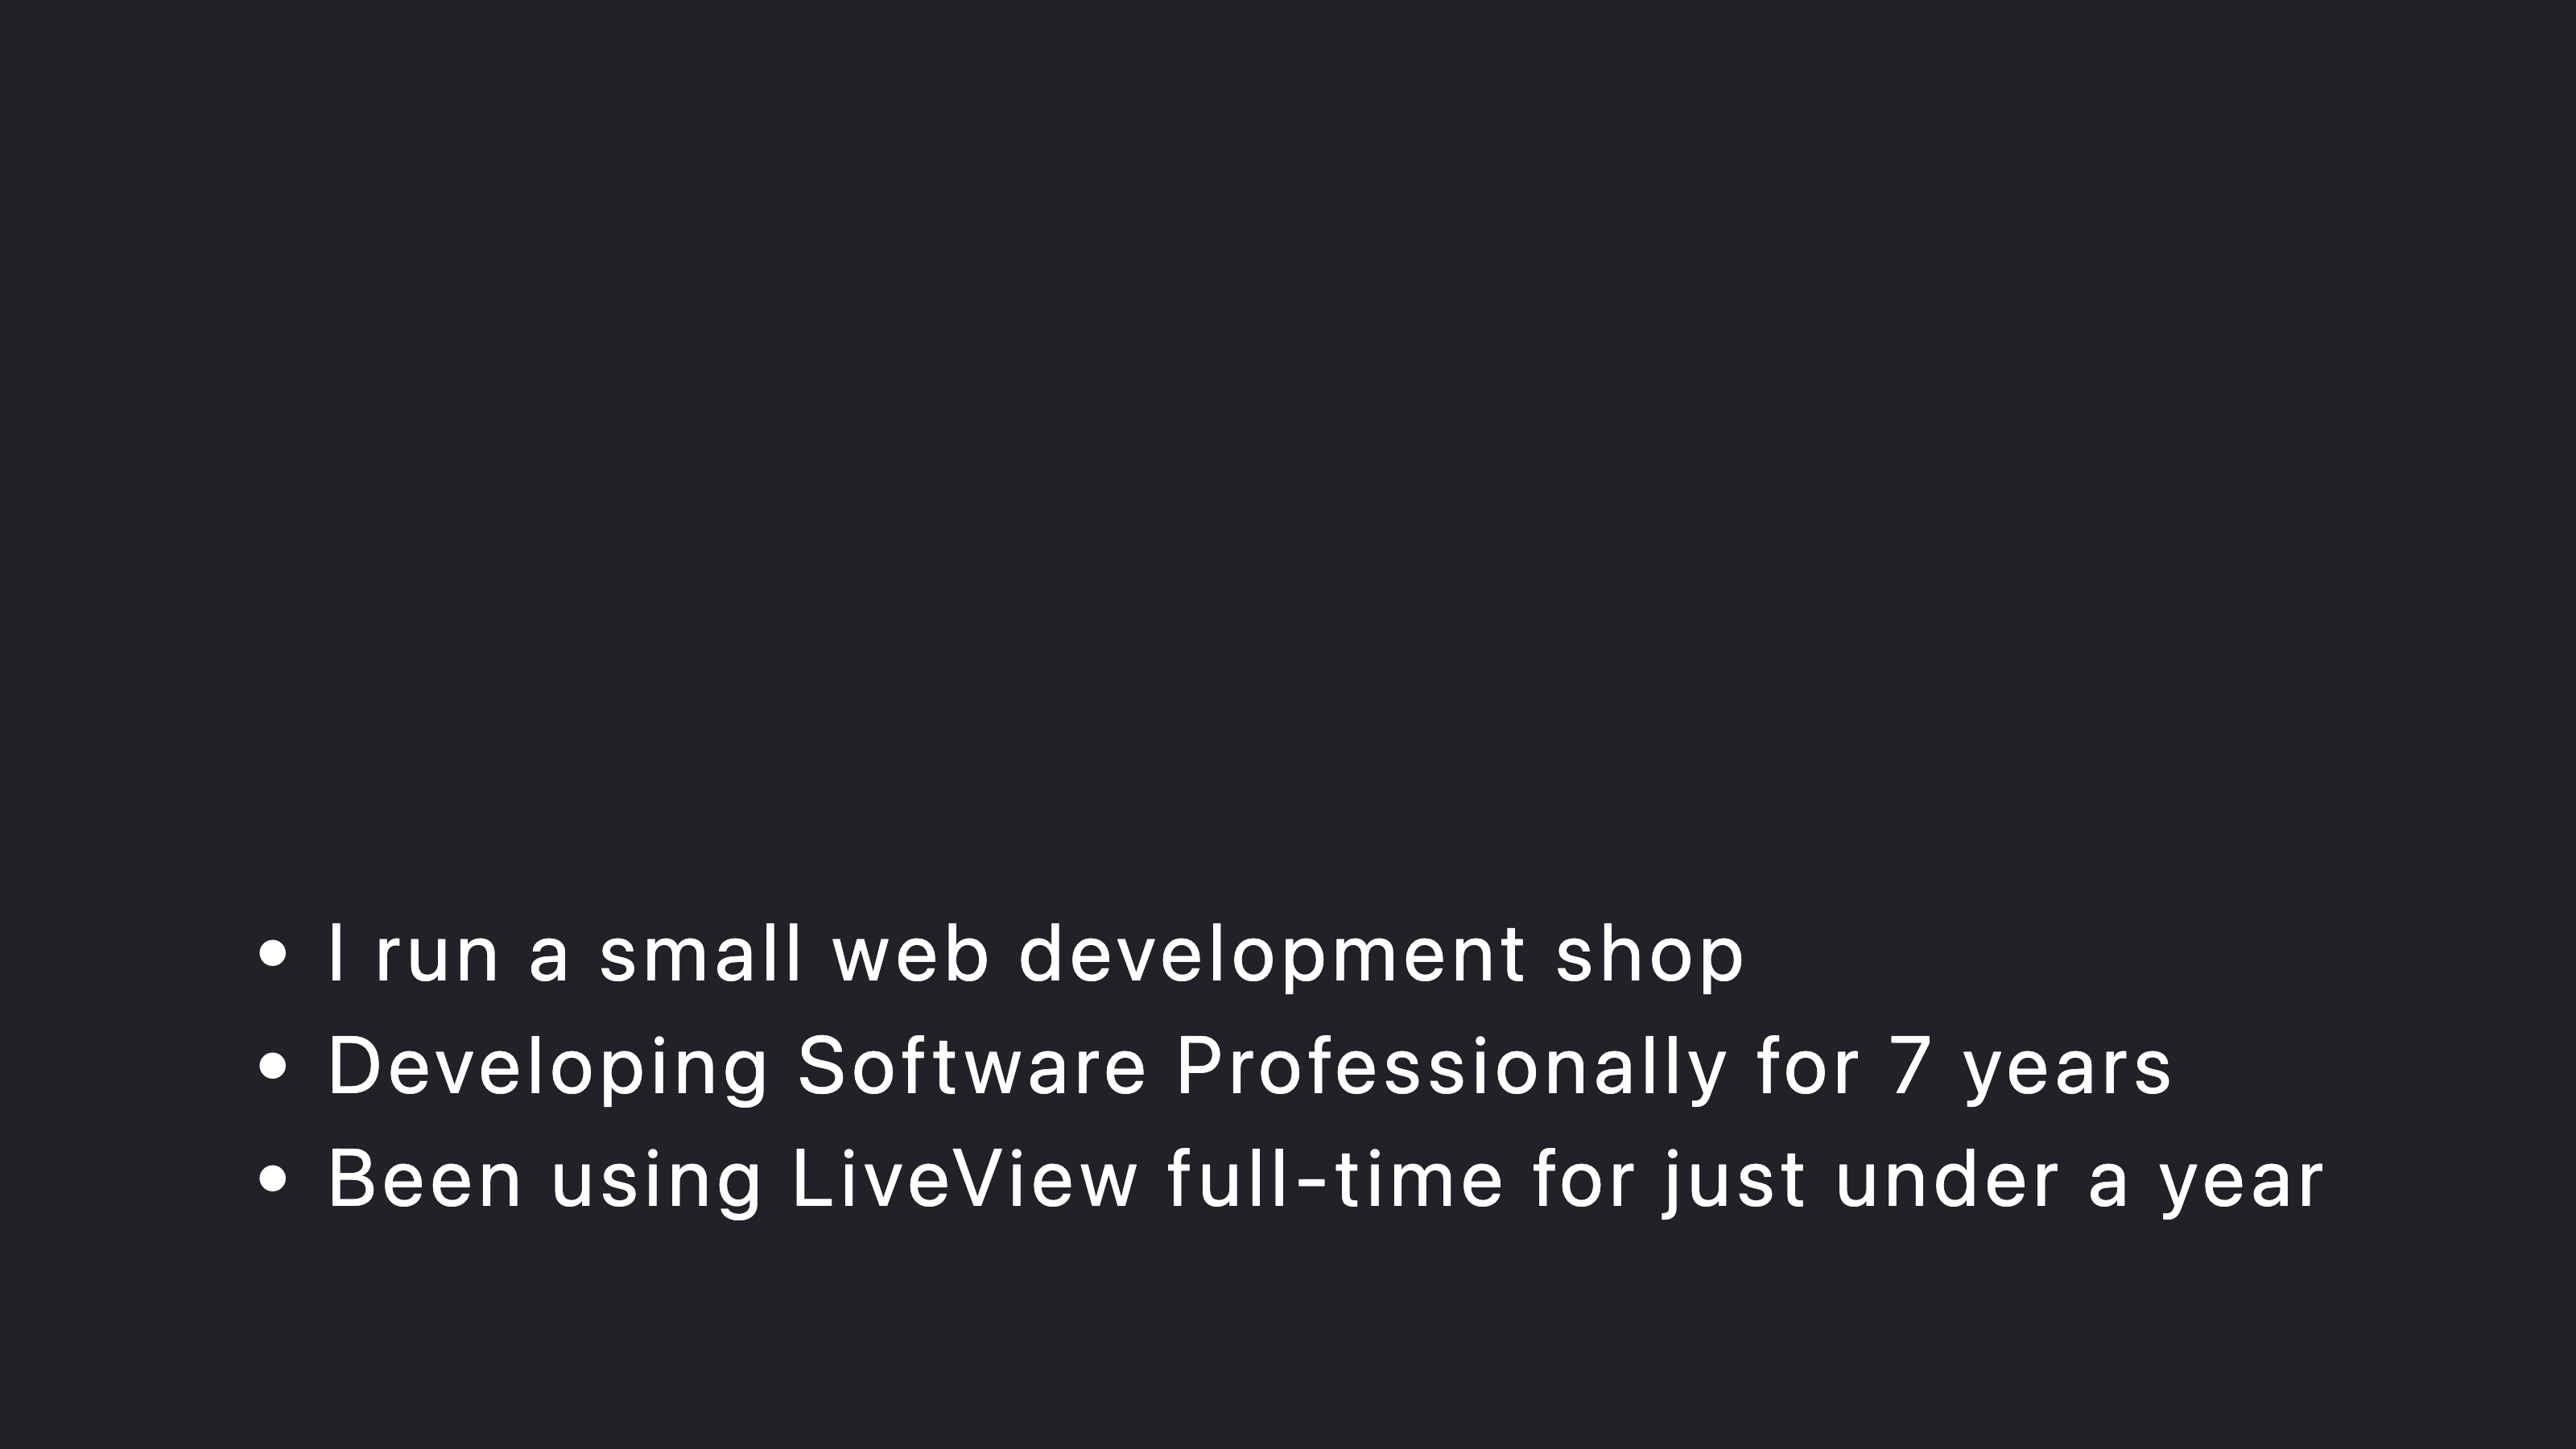 • I run a small web development shop
• Developing Software Professionally for 7 years
• Been using LiveView full-time for just under a year